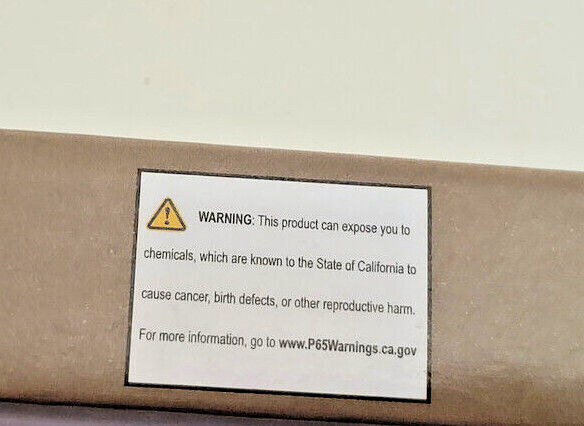 WARNING: This product can expose you to
chemicals, which are known to the State of California to
cause cancer, birth defects, or other reproductive harm.
For more information, go to www.P65Warnings.ca.gov